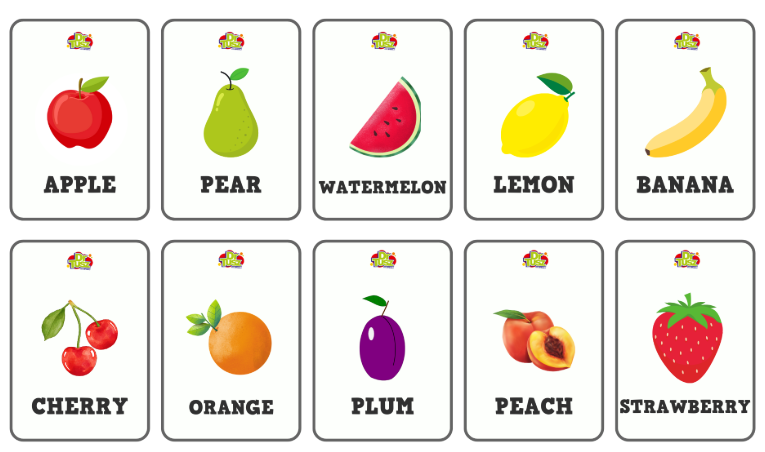 APPLE
PEAR
WATERMELON
LEMON
BANANA
CHERRY
ORANGE
PLUM
PEACH
STRAWBERRY